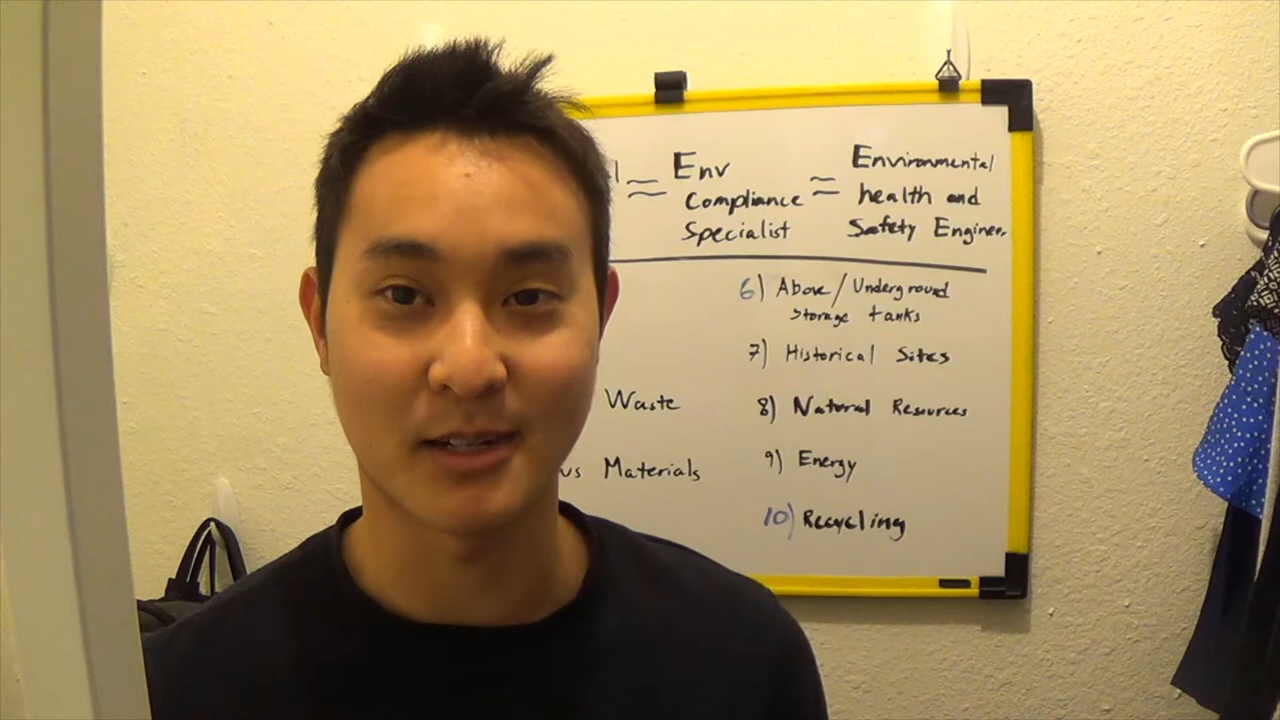 ≈ Env ≈ Environmental
Compliance health and
Specialist Safety Engineer
6) Above/Underground
Storage tanks
7) Historical Sites
Waste 8) Natural Resources
9) Energy
us Materials
10) Recycling